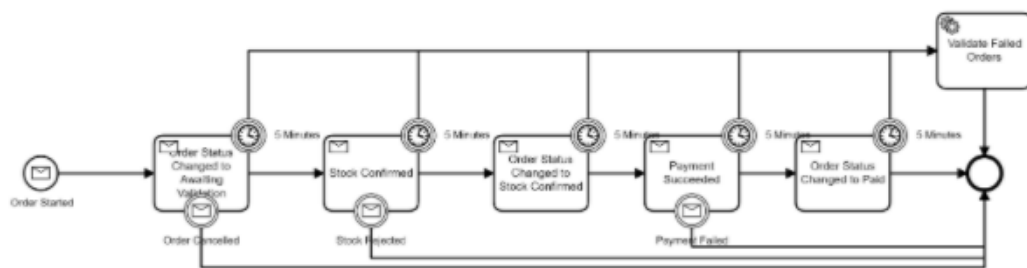 Validate Failed
Orders
5 Minutes
5 Minutes
5 Minutes
5 Minutes
5 Minutes
Order Started
Order Status
Changed to
Awaiting
Validation
Stock Confirmed
Order Status
Changed to
Stock Confirmed
Payment
Succeeded
Order Status
Changed to Paid
Order Cancelled
Stock Rejected
Payment Failed